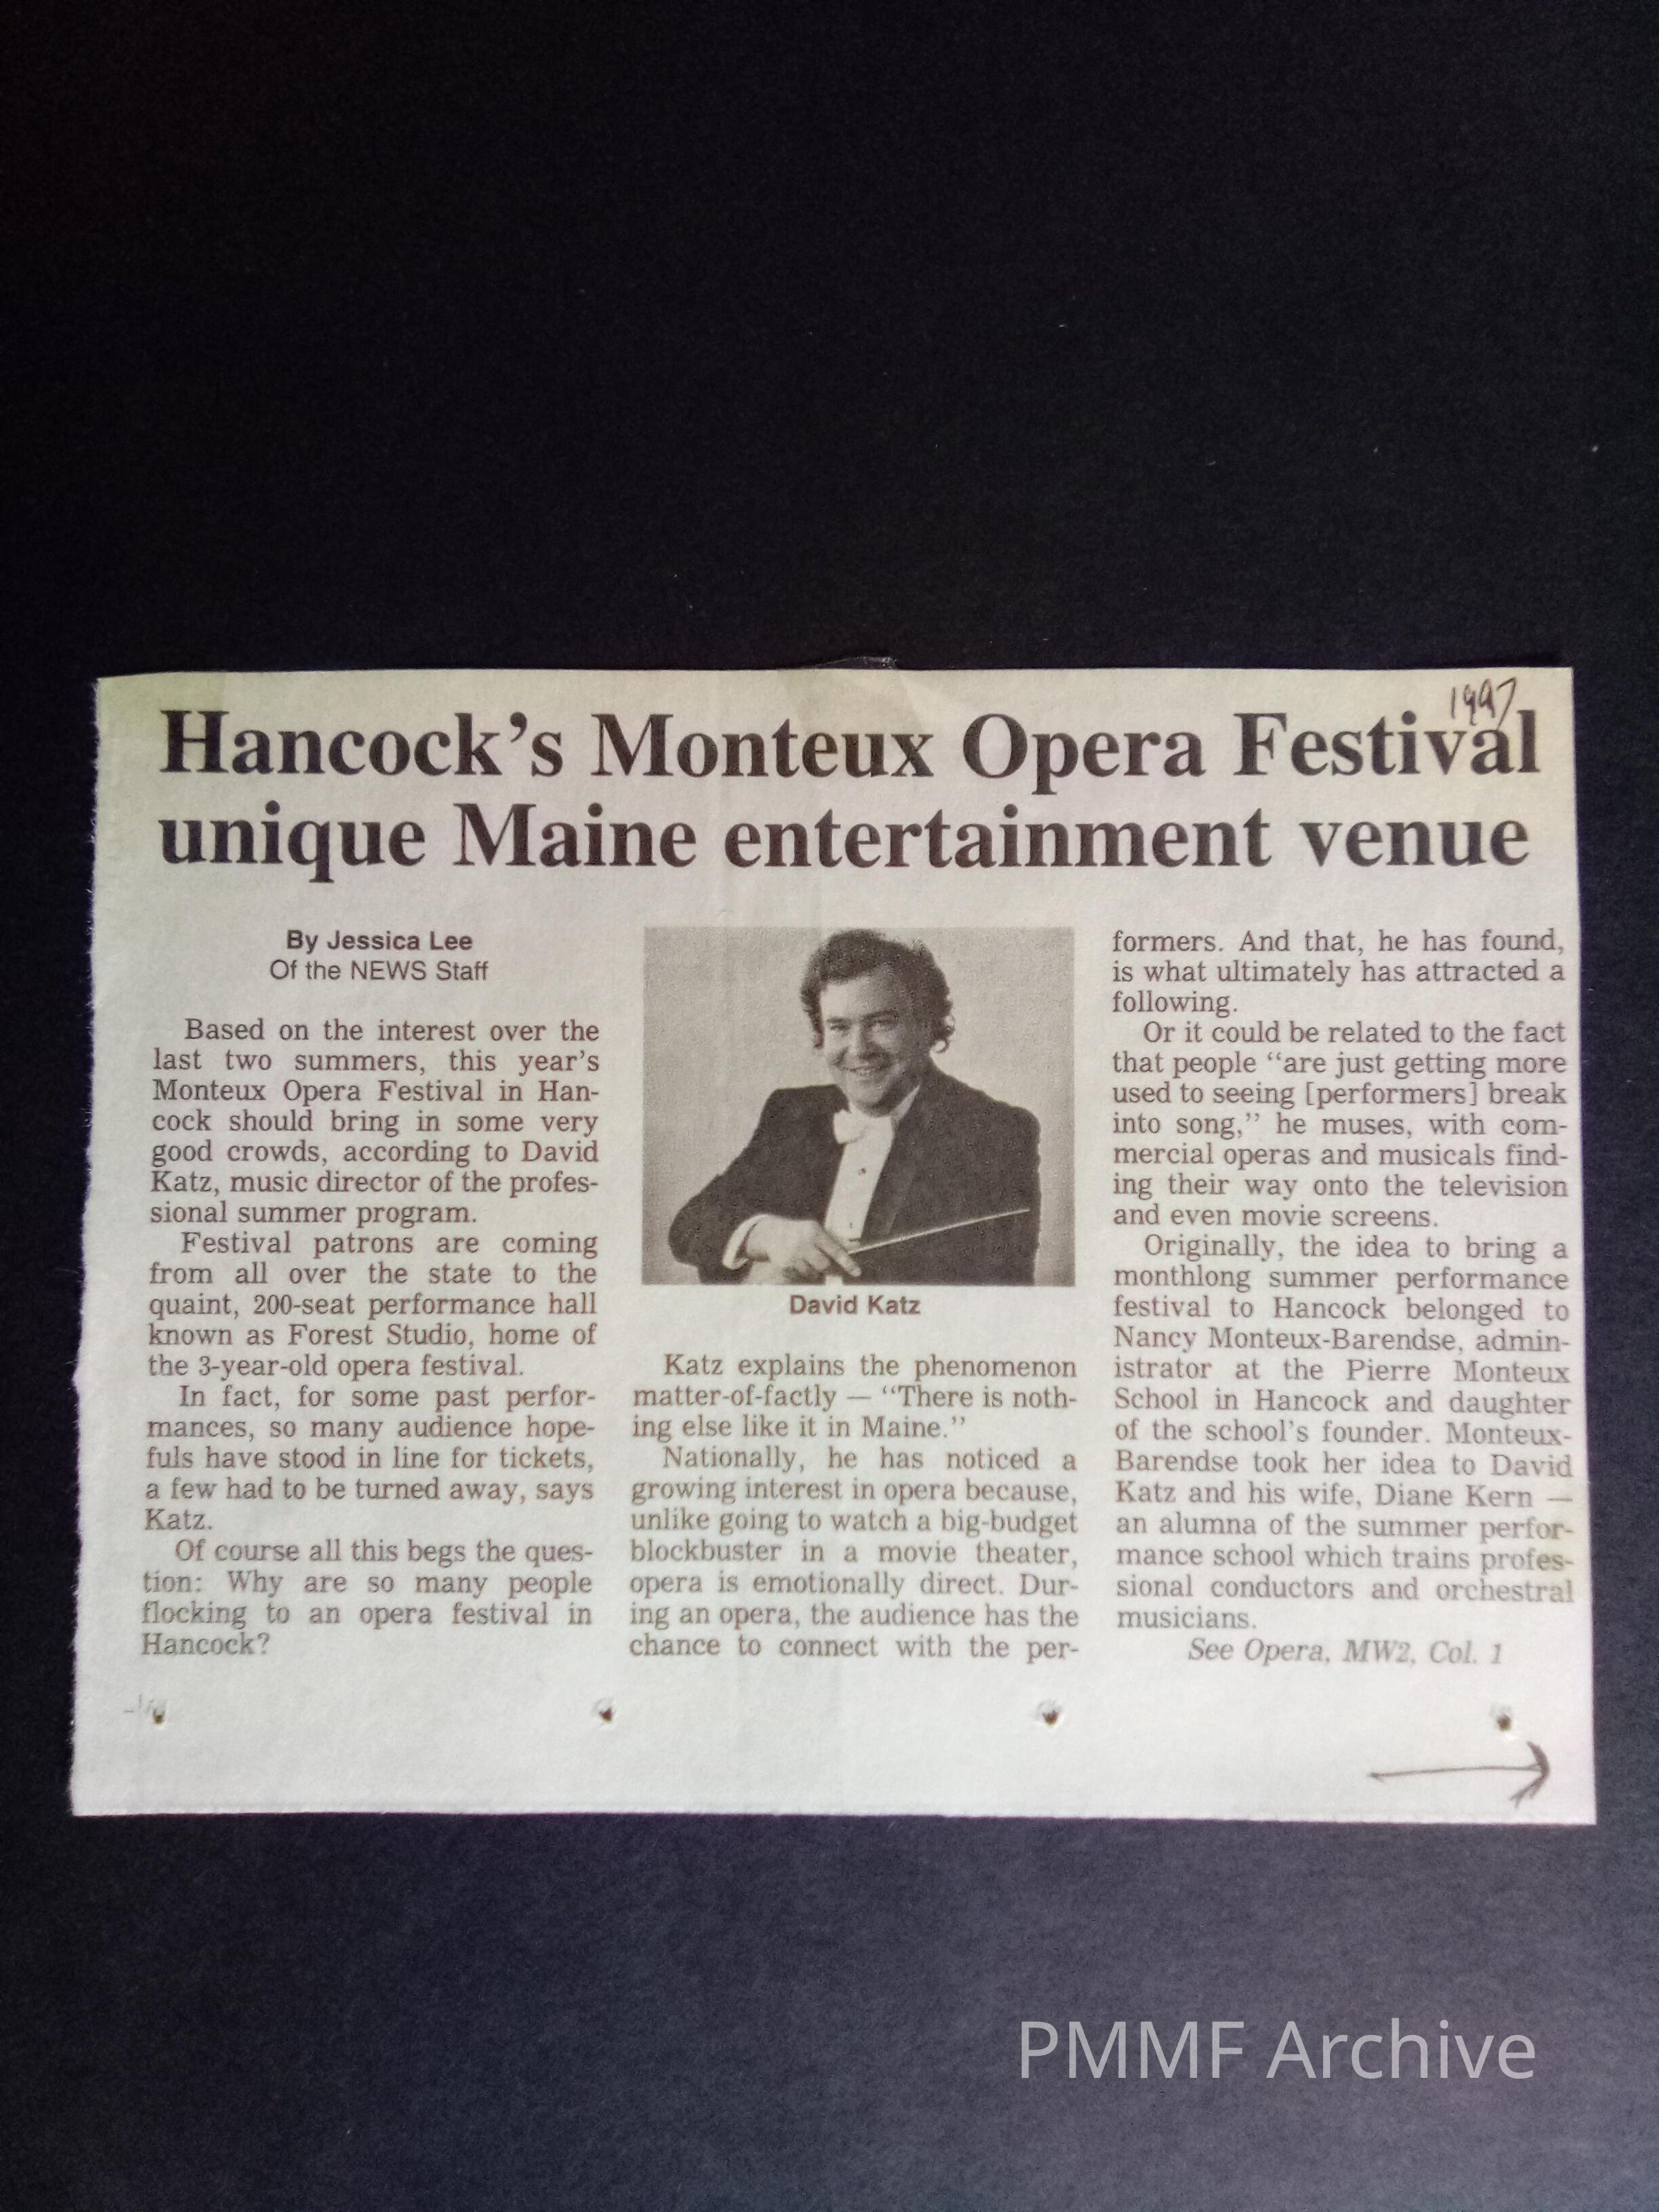 1997
Hancock's Monteux Opera Festival
unique Maine entertainment venue
By Jessica Lee
Of the NEWS Staff
Based on the interest over the
last two summers, this year's
Monteux Opera Festival in Han-
cock should bring in some very
good crowds, according to David
Katz, music director of the profes-
sional summer program.
Festival patrons are coming
from all over the state to the
quaint, 200-seat performance hall
known as Forest Studio, home of
the 3-year-old opera festival.
In fact, for some past perfor-
mances, so many audience hope-
fuls have stood in line for tickets,
a few had to be turned away, says
Katz.
Of course all this begs the ques-
tion: Why are so many people
flocking to an opera festival in
Hancock?
David Katz
Katz explains the phenomenon
matter-of-factly — ‘‘There is noth-
ing else like it in Maine.’’
Nationally, he has noticed a
growing interest in opera because,
unlike going to watch a big-budget
blockbuster in a movie theater,
opera is emotionally direct. Dur-
ing an opera, the audience has the
chance to connect with the per-
formers. And that, he has found,
is what ultimately has attracted a
following.
Or it could be related to the fact
that people ‘‘are just getting more
used to seeing [performers] break
into song,’’ he muses, with com-
mercial operas and musicals find-
ing their way onto the television
and even movie screens.
Originally, the idea to bring a
monthlong summer performance
festival to Hancock belonged to
Nancy Monteux-Barendse, admin-
istrator at the Pierre Monteux
School in Hancock and daughter
of the school's founder. Monteux-
Barendse took her idea to David
Katz and his wife, Diane Kern —
an alumna of the summer perfor-
mance school which trains profes-
sional conductors and orchestral
musicians.
See Opera, MW2, Col. 1
PMMF Archive